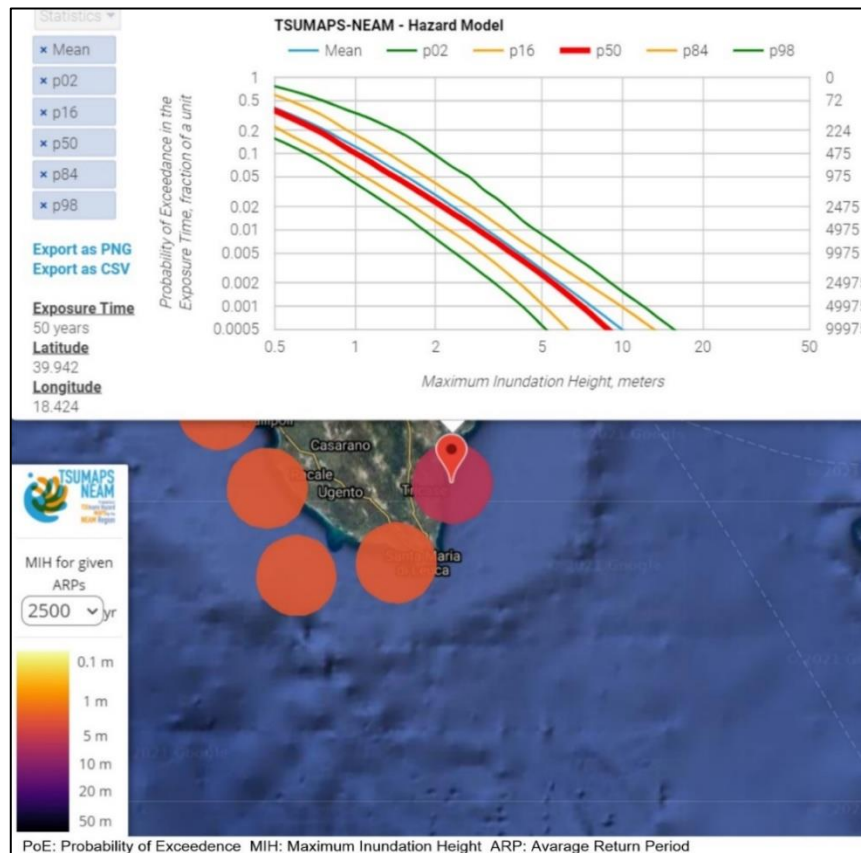 Statistics
× Mean
× p02
× p16
× p50
× p84
× p98
Export as PNG
Export as CSV
Exposure Time
50 years
Latitude
39.942
Longitude
18.424
TSUMAPS-NEAM - Hazard Model
Mean p02 p16 p50 p84 p98
Probability of Exceedance in the
Exposure Time, fraction of a unit
1 0
0.5 72
0.2 224
0.1 475
0.05 975
0.02 2475
0.01 4975
0.005 9975
0.002 24975
0.001 49975
0.0005 99975
0.5 1 2 5 10 20 50
Maximum Inundation Height, meters
Casarano
Ugento
Santa Maria
TSUMAPS
NEAM
MIH for given
ARPs
2500 yr
0.1 m
1 m
5 m
10 m
20 m
50 m
PoE: Probability of Exceedence MIH: Maximum Inundation Height ARP: Avarage Return Period